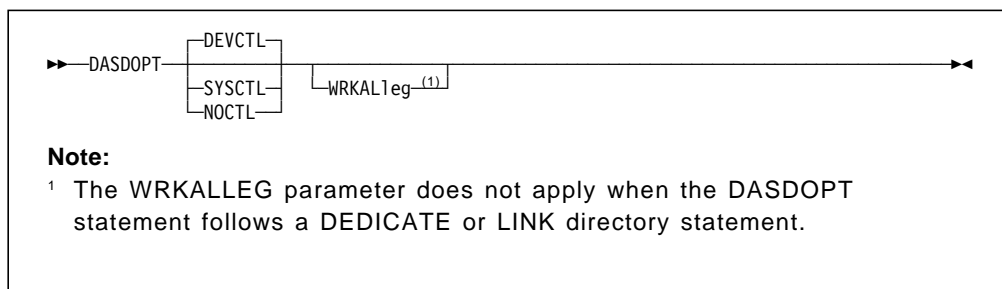 DEVCTL
►►──DASDOPT
SYSCTL
WRKALleg (1)
NOCTL
Note:
1 The WRKALLEG parameter does not apply when the DASDOPT
statement follows a DEDICATE or LINK directory statement.